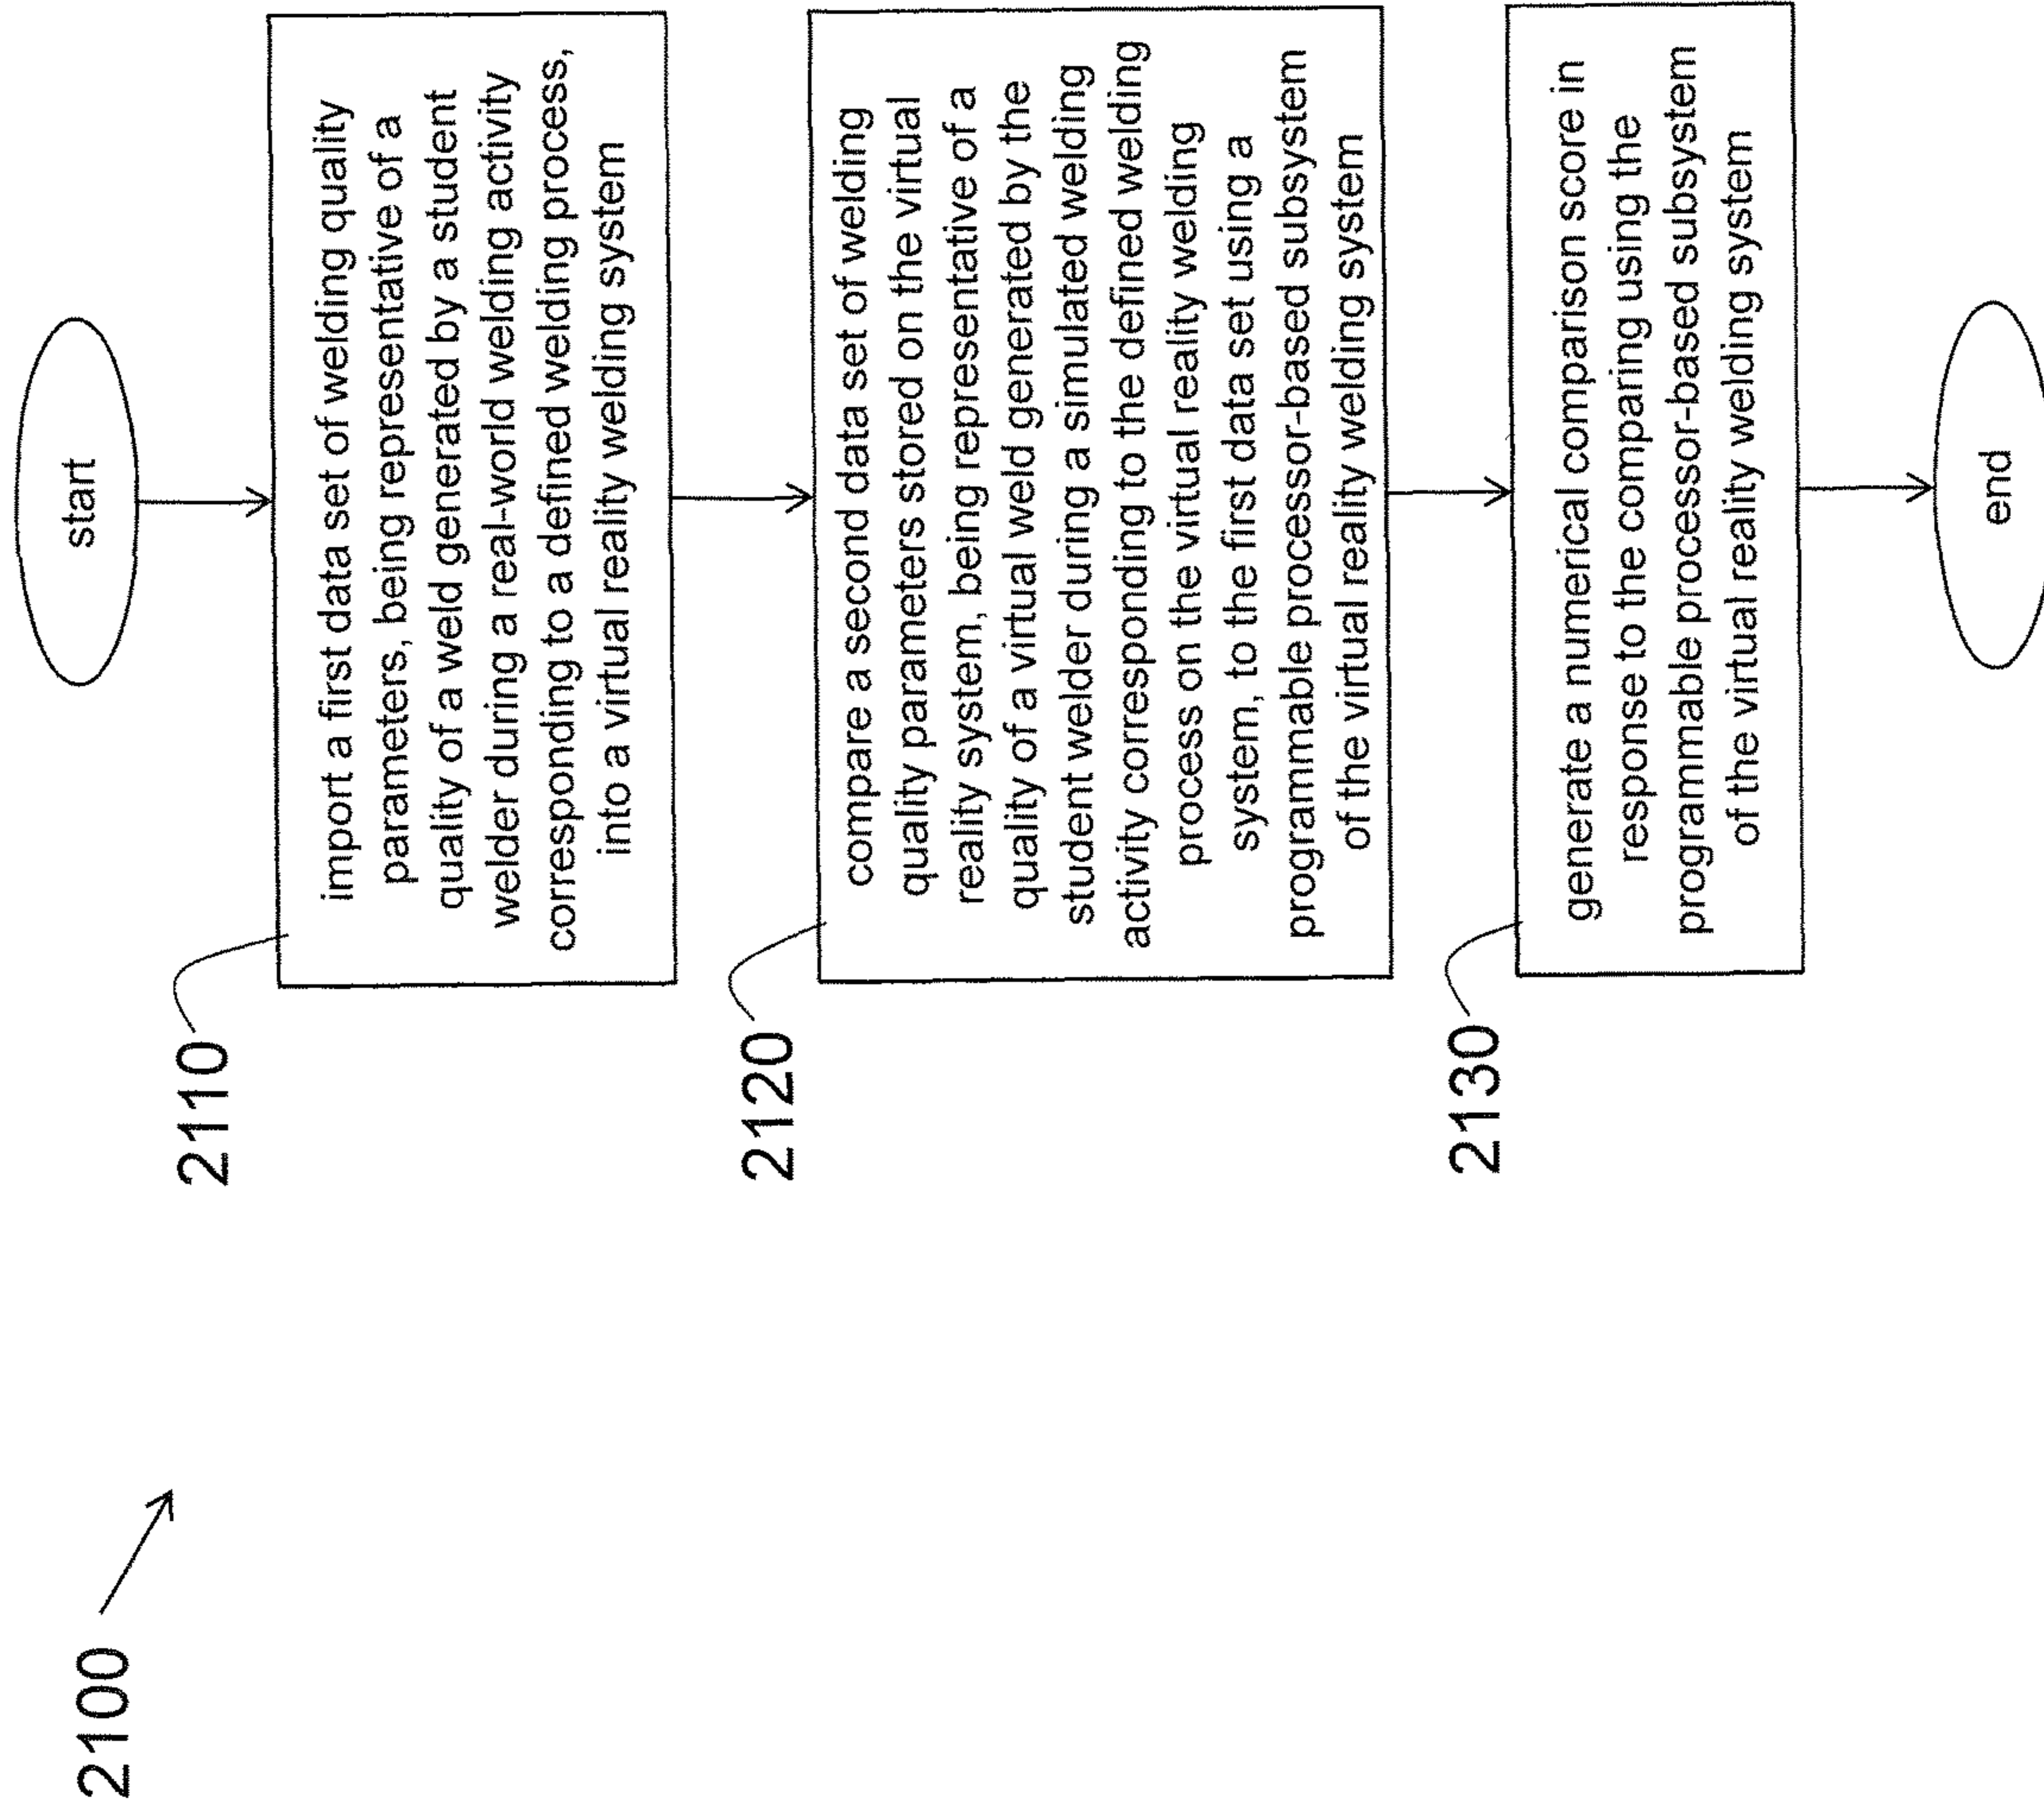 2100
start
2110
import a first data set of welding quality
parameters, being representative of a
quality of a weld generated by a student
welder during a real-world welding activity
corresponding to a defined welding process,
into a virtual reality welding system
2120
compare a second data set of welding
quality parameters stored on the virtual
reality system, being representative of a
quality of a virtual weld generated by the
student welder during a simulated welding
activity corresponding to the defined welding
process on the virtual reality welding
system, to the first data set using a
programmable processor-based subsystem
of the virtual reality welding system
2130
generate a numerical comparison score in
response to the comparing using the
programmable processor-based subsystem
of the virtual reality welding system
end